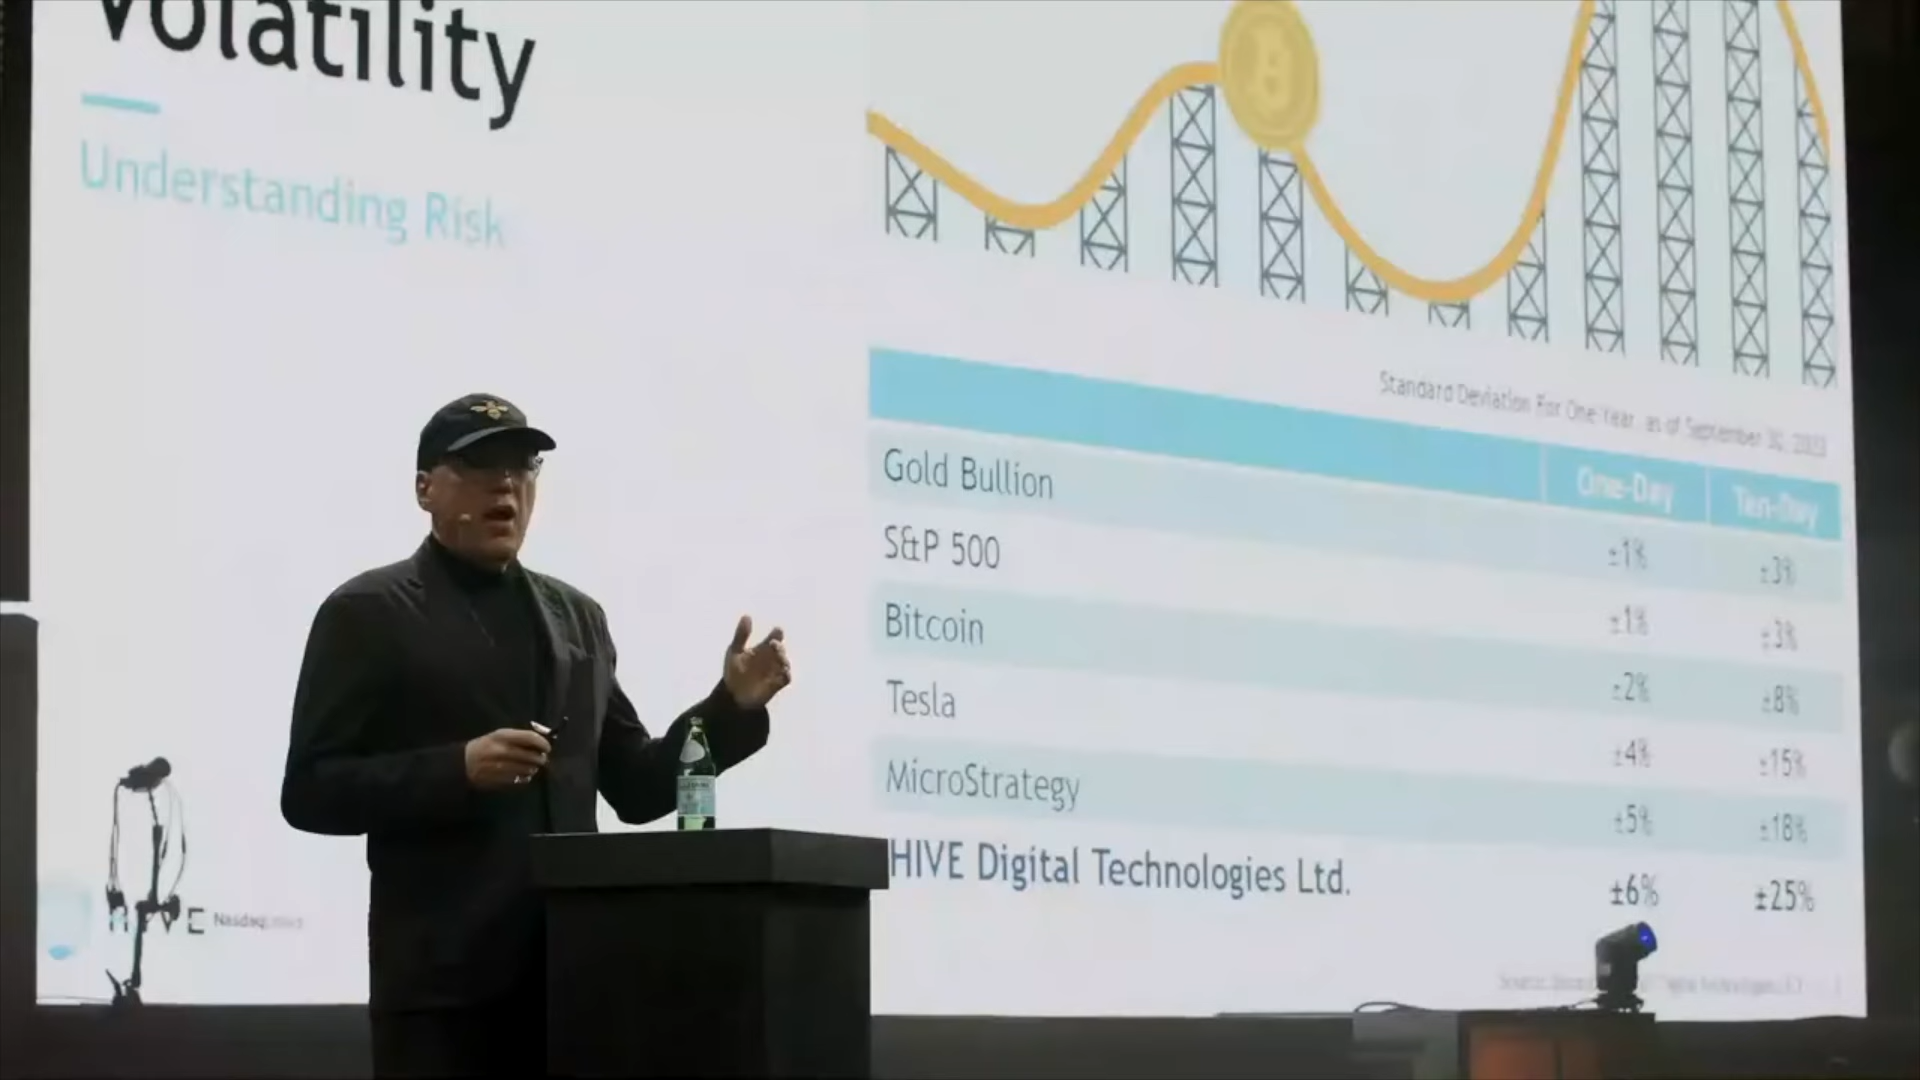 Volatility
Understanding Risk
Standard Deviation For One Year, as of September 30,
One-Day Ten-Day
Gold Bullion ±1% ±3%
S&P 500 ±1% ±3%
Bitcoin ±2% ±8%
Tesla ±4% ±15%
MicroStrategy ±5% ±18%
HIVE Digital Technologies Ltd. ±6% ±25%
HIVE Nasdaq